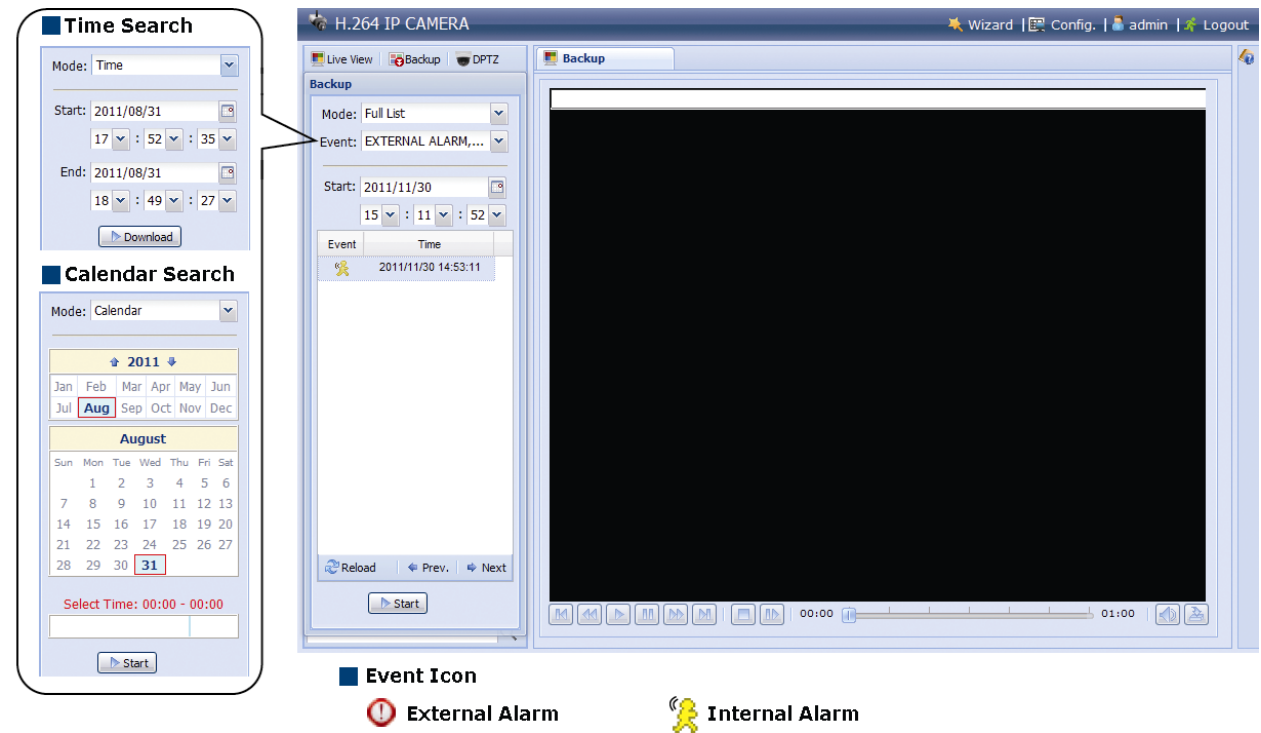 Time Search
Mode: Time
Start: 2011/08/31
17 : 52 : 35
End: 2011/08/31
18 : 49 : 27
Download
Calendar Search
Mode: Calendar
2011
Jan Feb Mar Apr May Jun
Jul Aug Sep Oct Nov Dec
August
Sun Mon Tue Wed Thu Fri Sat
1 2 3 4 5 6
7 8 9 10 11 12 13
14 15 16 17 18 19 20
21 22 23 24 25 26 27
28 29 30 31
Select Time: 00:00 - 00:00
Start
H.264 IP CAMERA
Wizard | Config. | admin | Logout
Live View Backup DPTZ
Backup
Mode: Full List
Event: EXTERNAL ALARM,...
Start: 2011/11/30
15 : 11 : 52
Event Time
2011/11/30 14:53:11
Reload Prev. Next
Start
Backup
00:00 01:00
Event Icon
External Alarm Internal Alarm